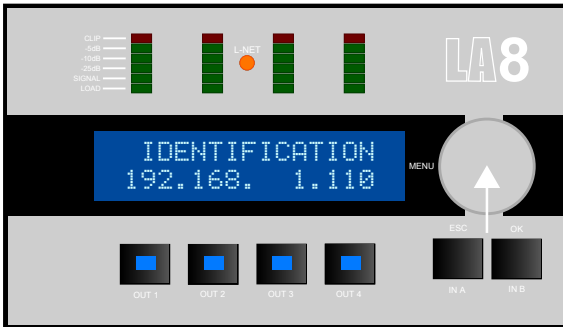 CLIP
-5dB
-10dB
-25dB
SIGNAL
LOAD
L-NET
LA8
IDENTIFICATION
192.168.  1.110
MENU
ESC OK
IN A IN B
OUT 1 OUT 2 OUT 3 OUT 4